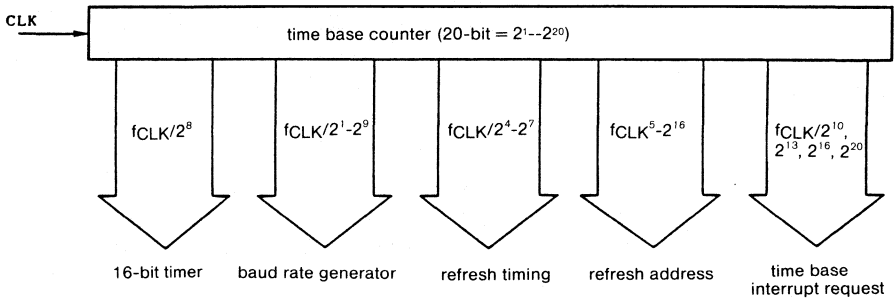 CLK
time base counter (20-bit = 2¹--2²⁰)
fCLK/2⁸
fCLK/2¹-2⁹
fCLK/2⁴-2⁷
fCLK⁵-2¹⁶
fCLK/2¹⁰,
2¹³, 2¹⁶, 2²⁰
16-bit timer
baud rate generator
refresh timing
refresh address
time base
interrupt request